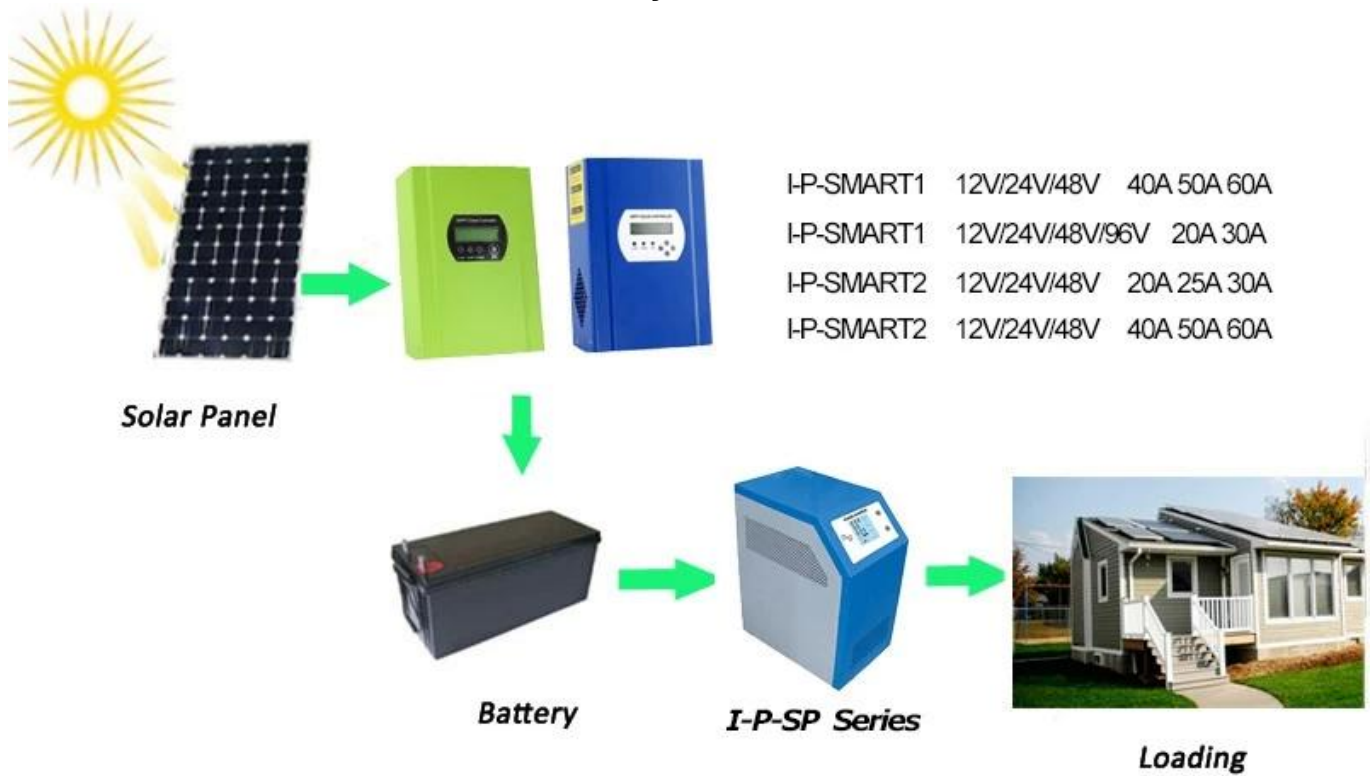 I-P-SMART1 12V/24V/48V 40A 50A 60A
I-P-SMART1 12V/24V/48V/96V 20A 30A
I-P-SMART2 12V/24V/48V 20A 25A 30A
I-P-SMART2 12V/24V/48V 40A 50A 60A
Solar Panel
Battery
I-P-SP Series
Loading